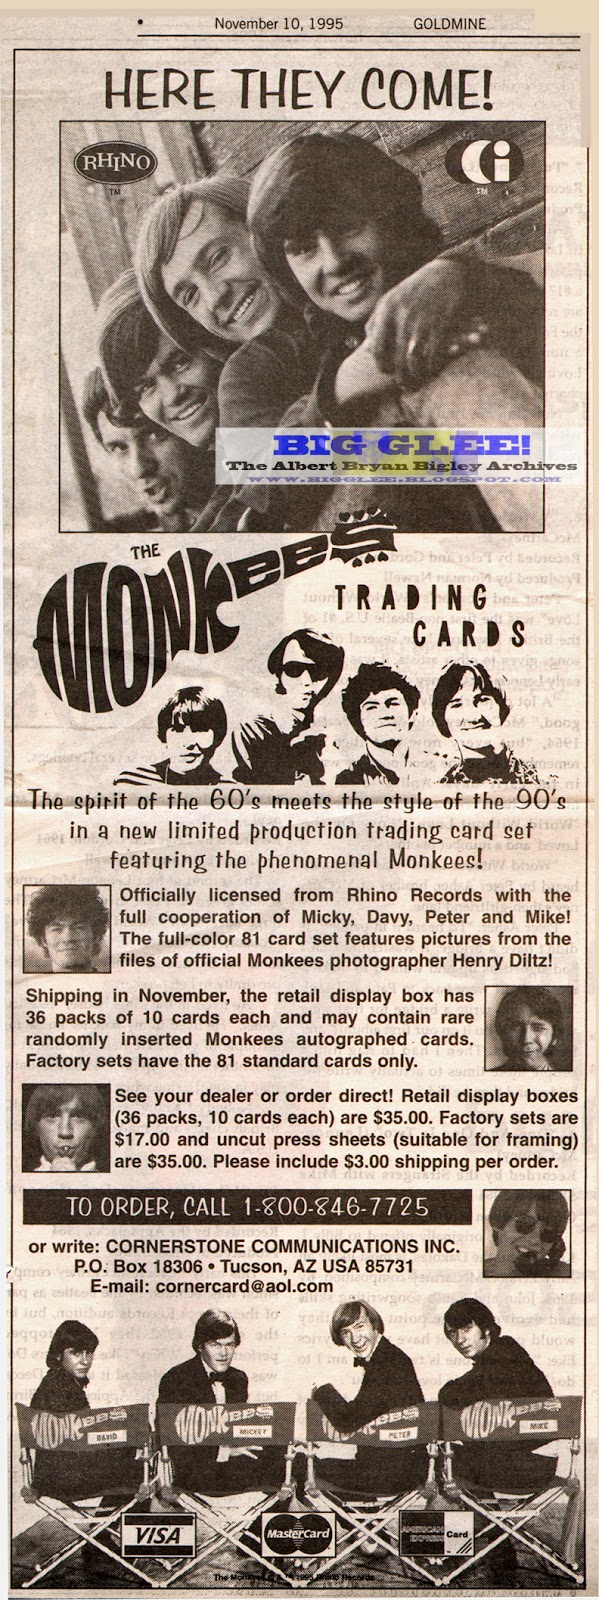 • November 10, 1995 GOLDMINE
HERE THEY COME!
RHINO
TM
Ci
TM
BIG GLEE!
The Albert Bryan Bigley Archives
WWW.BIGGLEE.BLOGSPOT.COM
THE
MONKEES
TRADING
CARDS
The spirit of the 60's meets the style of the 90's
in a new limited production trading card set
featuring the phenomenal Monkees!
Officially licensed from Rhino Records with the
full cooperation of Micky, Davy, Peter and Mike!
The full-color 81 card set features pictures from the
files of official Monkees photographer Henry Diltz!
Shipping in November, the retail display box has
36 packs of 10 cards each and may contain rare
randomly inserted Monkees autographed cards.
Factory sets have the 81 standard cards only.
See your dealer or order direct! Retail display boxes
(36 packs, 10 cards each) are $35.00. Factory sets are
$17.00 and uncut press sheets (suitable for framing)
are $35.00. Please include $3.00 shipping per order.
TO ORDER, CALL 1-800-846-7725
or write: CORNERSTONE COMMUNICATIONS INC.
P.O. Box 18306 • Tucson, AZ USA 85731
E-mail: cornercard@aol.com
MONKEES MONKEES MONKEES MONKEES
DAVID MICKEY PETER MIKE
VISA MasterCard AMERICAN EXPRESS Card
The Monkees 1995 Rhino Records